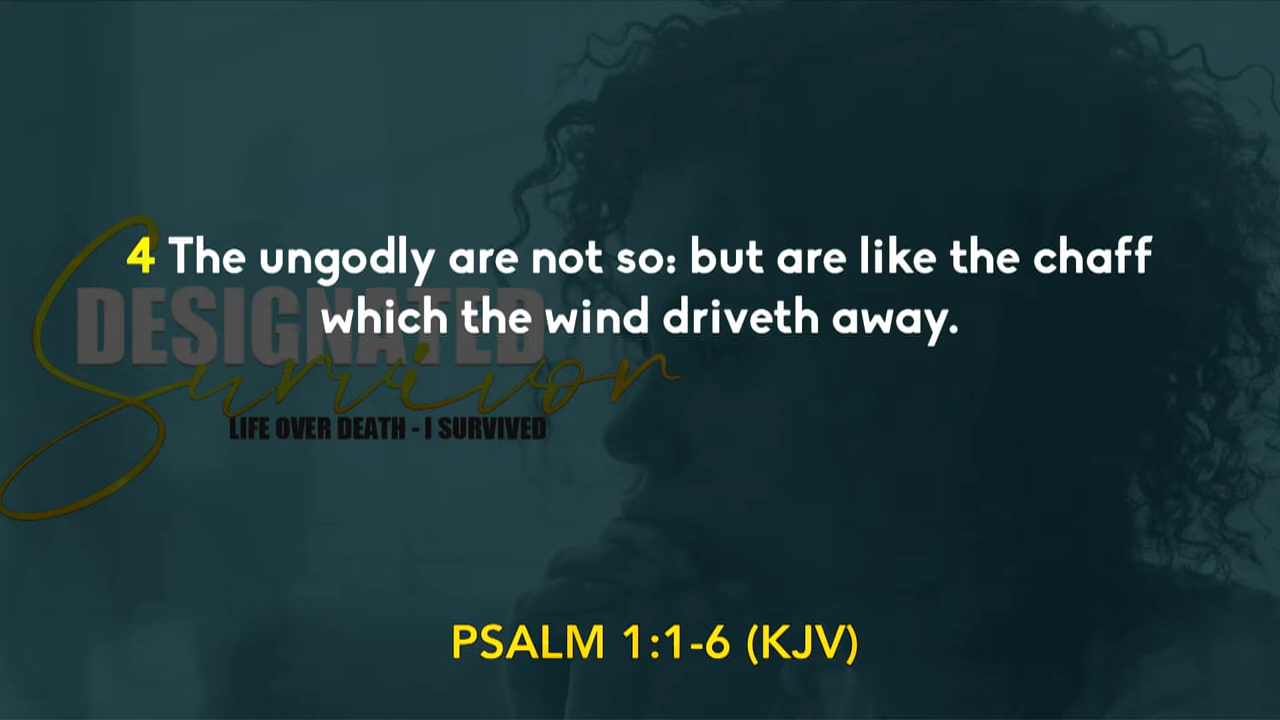 4 The ungodly are not so: but are like the chaff
which the wind driveth away.
DESIGNATED
Survivor
LIFE OVER DEATH - I SURVIVED
PSALM 1:1-6 (KJV)